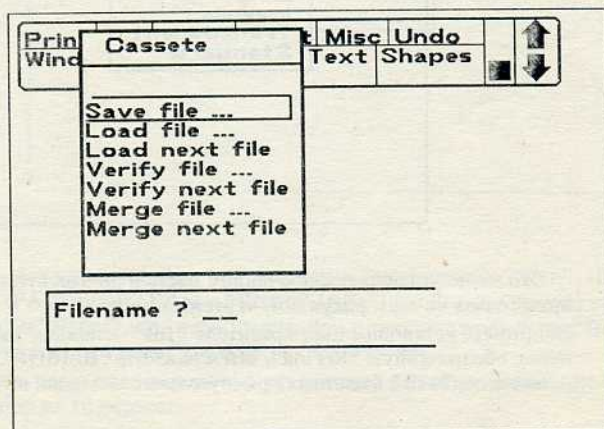 Prin t Misc Undo
Wind Text Shapes
Cassete
Save file ...
Load file ...
Load next file
Verify file ...
Verify next file
Merge file ...
Merge next file
Filename ?